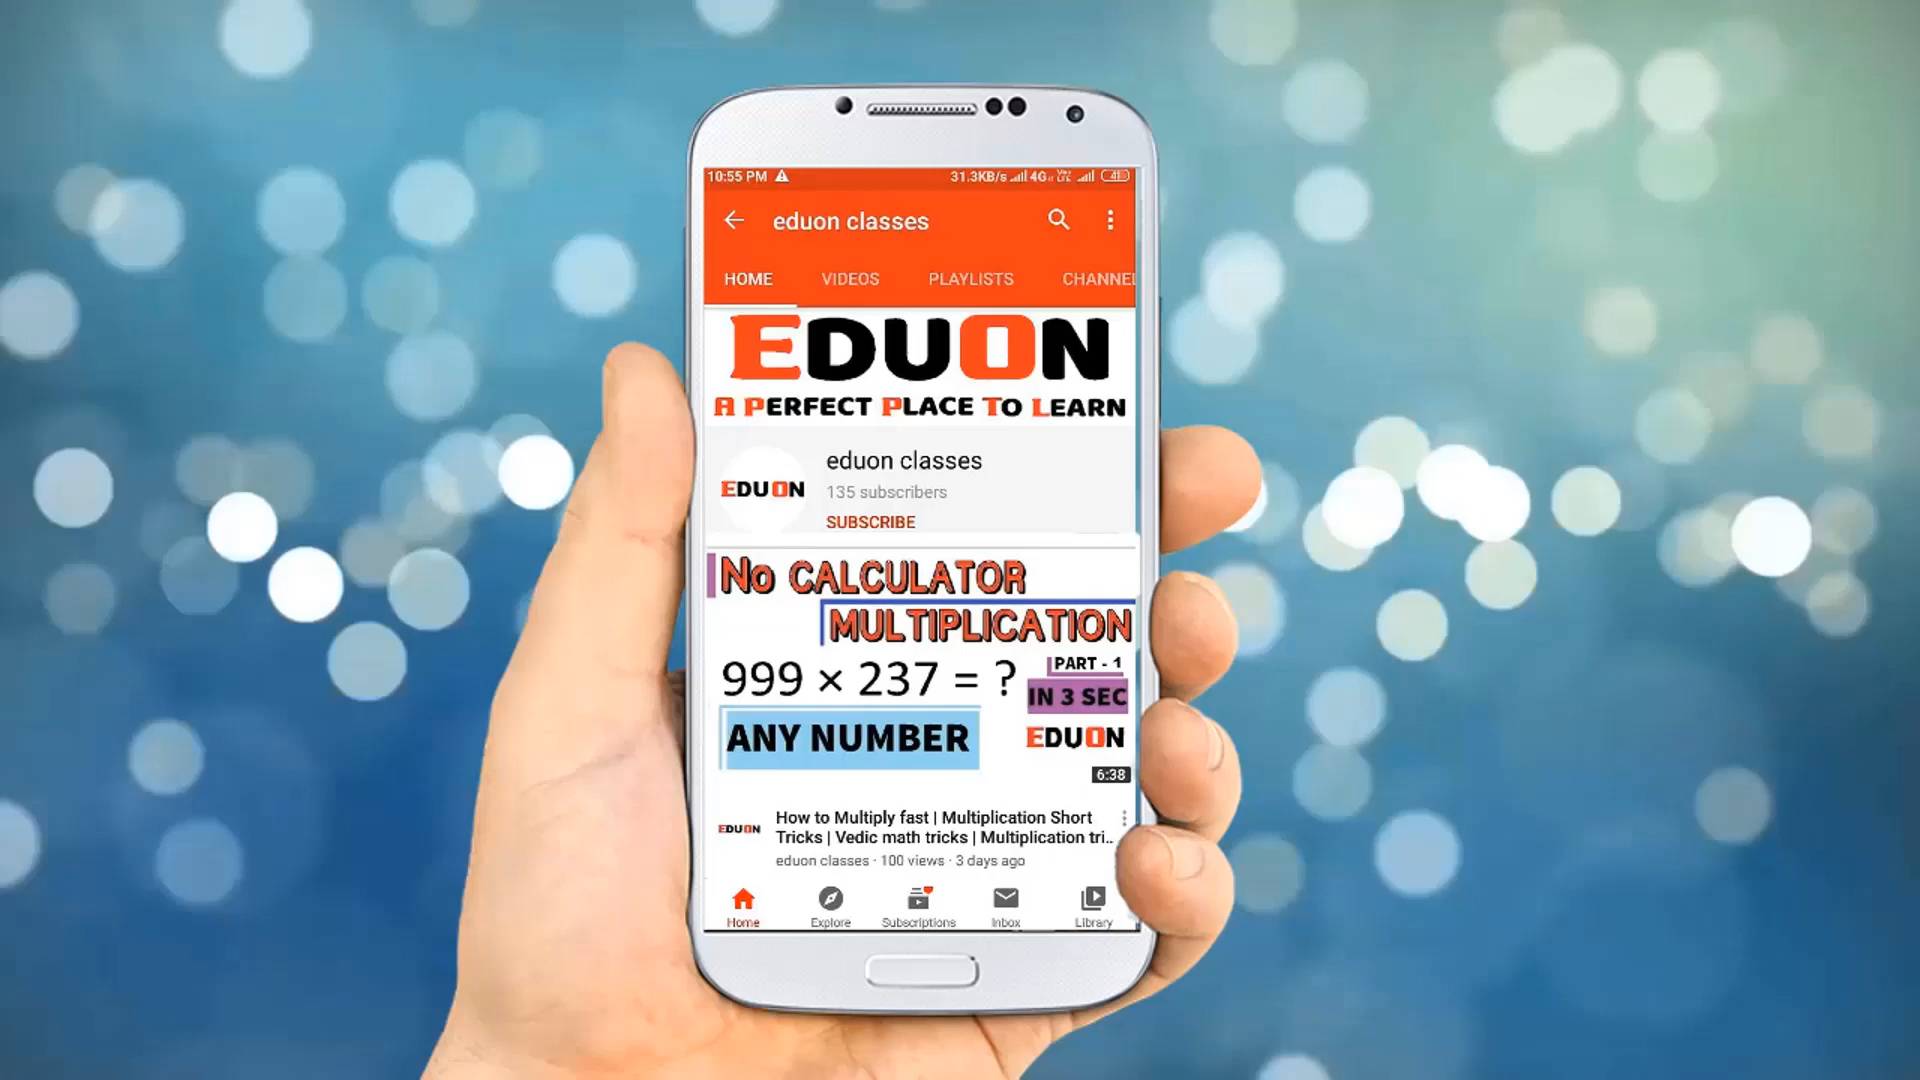 10:55 PM 31.3KB/s 4G 41
eduon classes
HOME VIDEOS PLAYLISTS CHANNEL
EDUON
A PERFECT PLACE TO LEARN
eduon classes
EDUON
135 subscribers
SUBSCRIBE
No CALCULATOR
MULTIPLICATION
999 × 237 = ?
PART - 1
IN 3 SEC
ANY NUMBER
EDUON
6:38
EDUON
How to Multiply fast | Multiplication Short
Tricks | Vedic math tricks | Multiplication tri..
eduon classes · 100 views · 3 days ago
Home Explore Subscriptions Inbox Library